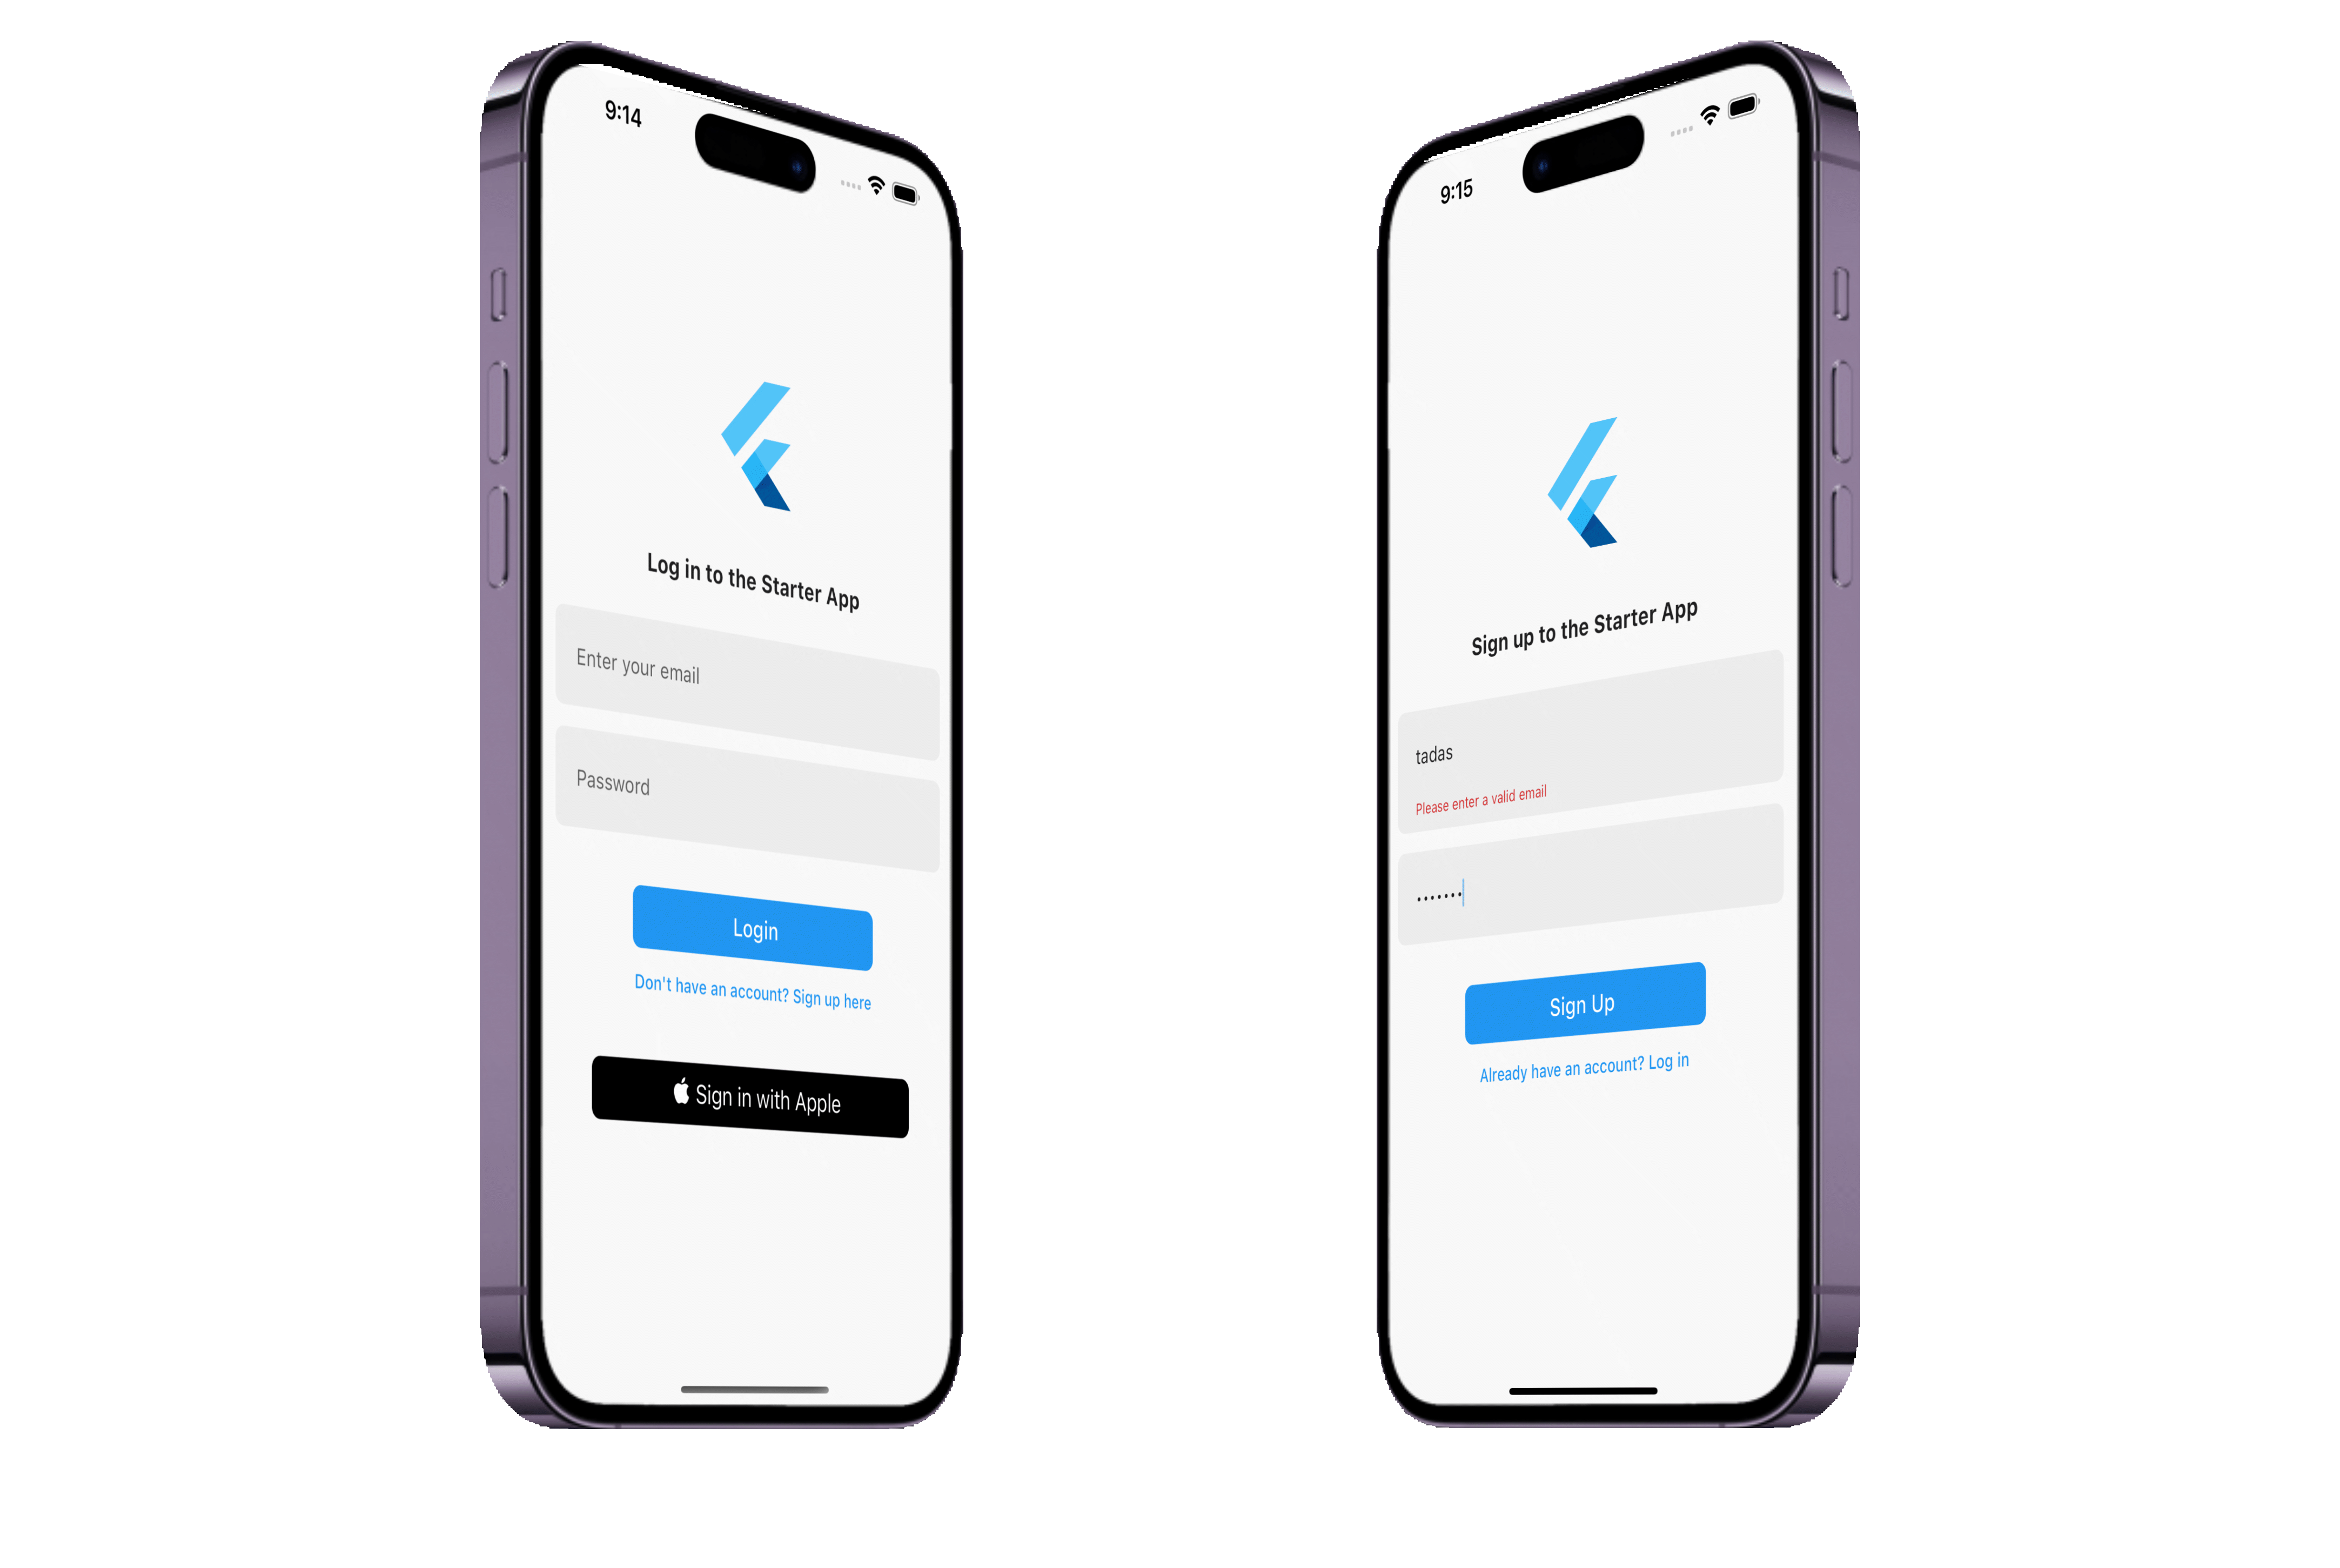 9:14
Log in to the Starter App
Enter your email
Password
Login
Don't have an account? Sign up here
Sign in with Apple
9:15
Sign up to the Starter App
tadas
Please enter a valid email
•••••••
Sign Up
Already have an account? Log in